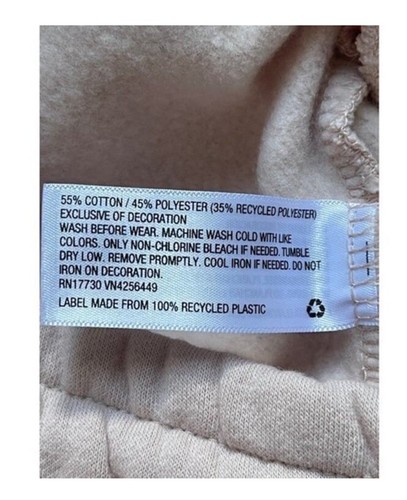 55% COTTON / 45% POLYESTER (35% RECYCLED POLYESTER)
EXCLUSIVE OF DECORATION
WASH BEFORE WEAR. MACHINE WASH COLD WITH LIKE
COLORS. ONLY NON-CHLORINE BLEACH IF NEEDED. TUMBLE
DRY LOW. REMOVE PROMPTLY. COOL IRON IF NEEDED. DO NOT
IRON ON DECORATION.
RN17730 VN4256449
LABEL MADE FROM 100% RECYCLED PLASTIC